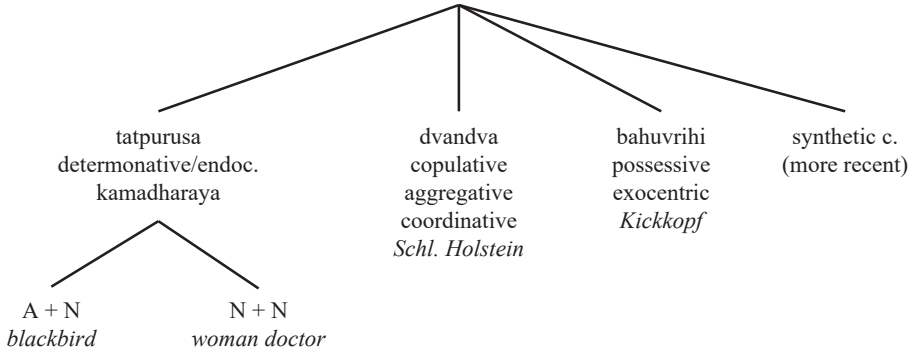 tatpurusa
determonative/endoc.
kamadharaya
dvandva
copulative
aggregative
coordinative
Schl. Holstein
bahuvrihi
possessive
exocentric
Kickkopf
synthetic c.
(more recent)
A + N
blackbird
N + N
woman doctor